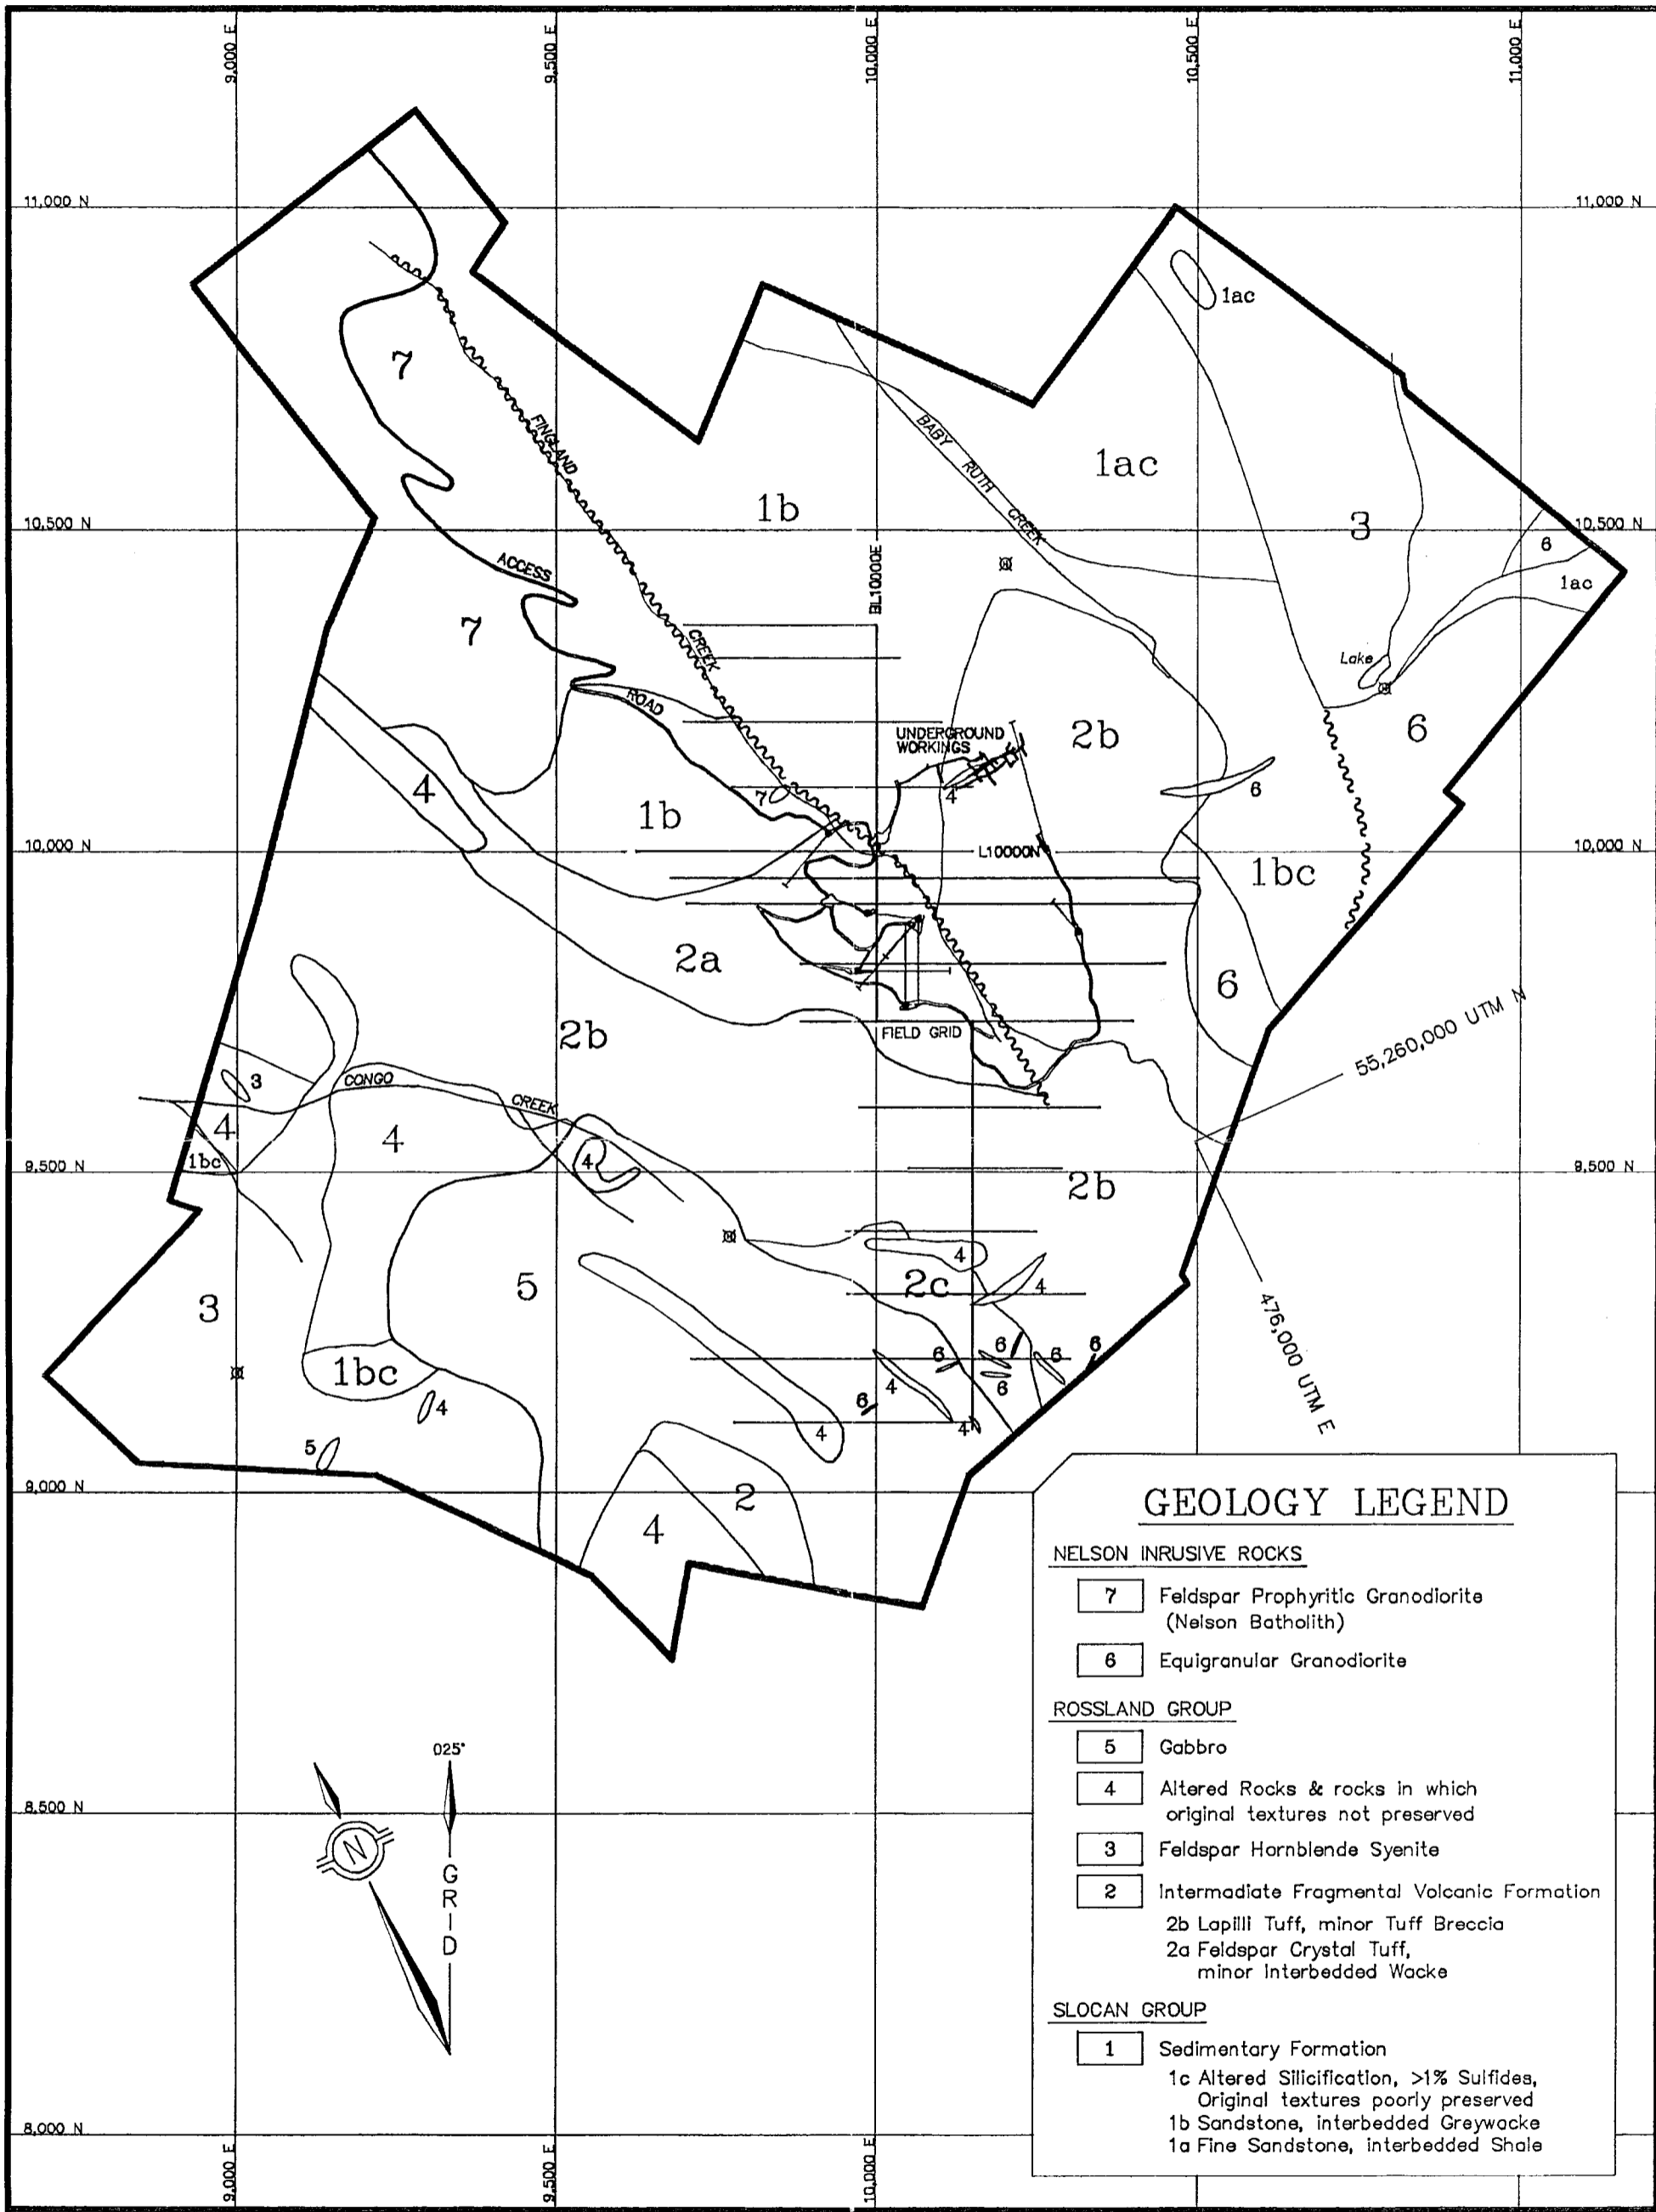 9,000 E
9,500 E
10,000 E
10,500 E
11,000 E
11,000 N
11,000 N
1ac
7
FINGLAND
BABY RUTH CREEK
1ac
1b
3
10,500 N
10,500 N
6
ACCESS
BL10000E
1ac
7
CREEK
Lake
ROAD
UNDERGROUND
WORKINGS
2b
6
4
7
4
6
1b
10,000 N
L10000N
10,000 N
1bc
2a
6
2b
FIELD GRID
55,260,000 UTM N
3
CONGO
CREEK
4
4
1bc
4
9,500 N
9,500 N
2b
4
5
2c
4
3
476,000 UTM E
6
6
6
6
1bc
4
6
6
4
4
4
5
9,000 N
2
4
GEOLOGY LEGEND
NELSON INRUSIVE ROCKS
7 Feldspar Prophyritic Granodiorite
(Nelson Batholith)
6 Equigranular Granodiorite
ROSSLAND GROUP
5 Gabbro
4 Altered Rocks & rocks in which
original textures not preserved
3 Feldspar Hornblende Syenite
2 Intermadiate Fragmental Volcanic Formation
2b Lapilli Tuff, minor Tuff Breccia
2a Feldspar Crystal Tuff,
minor Interbedded Wacke
SLOCAN GROUP
1 Sedimentary Formation
1c Altered Silicification, >1% Sulfides,
Original textures poorly preserved
1b Sandstone, interbedded Greywacke
1a Fine Sandstone, interbedded Shale
025°
8,500 N
N
GRID
8,000 N
9,000 E
9,500 E
10,000 E